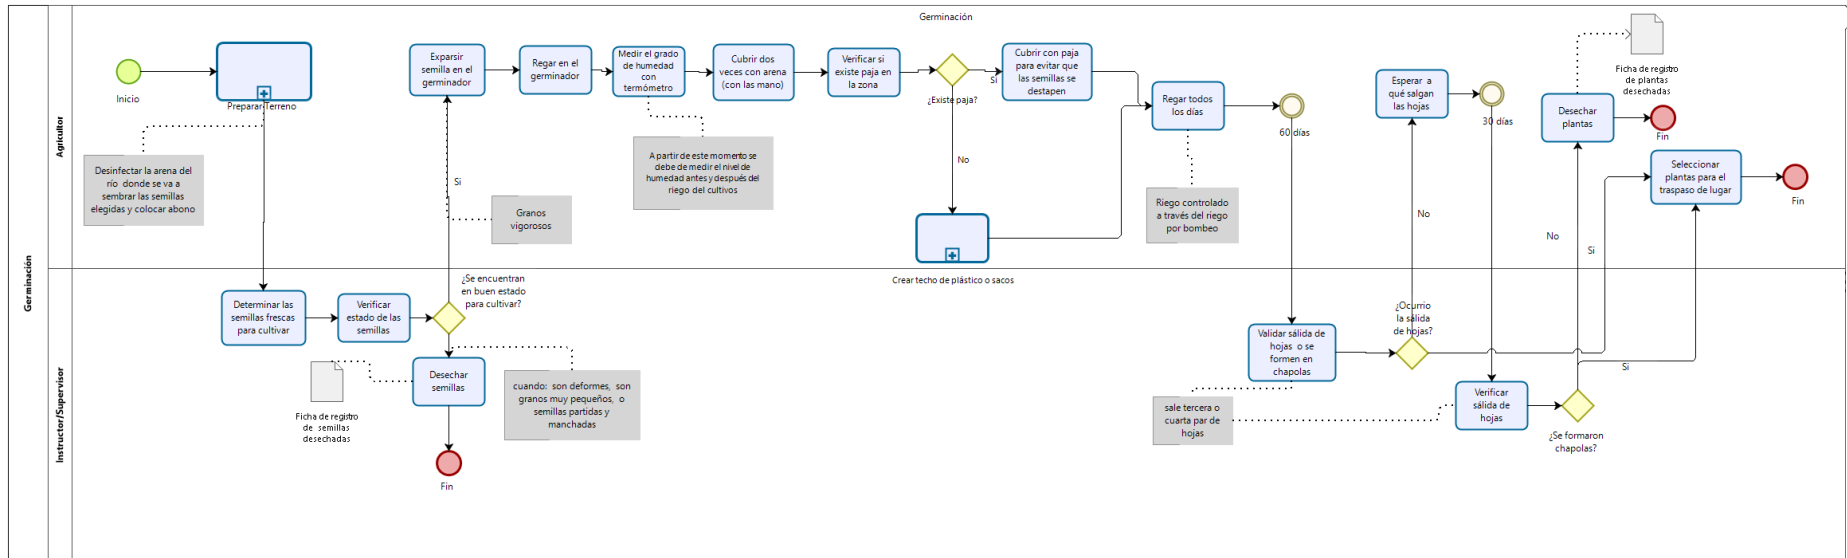 Germinación
Germinación
Agricultor
Inicio
Preparar Terreno
Desinfectar la arena del
río donde se va a
sembrar las semillas
elegidas y colocar abono
Exparsir
semilla en el
germinador
Regar en el
germinador
Medir el grado
de humedad
con
termómetro
Cubrir dos
veces con arena
(con las mano)
Verificar si
existe paja en
la zona
¿Existe paja?
Si
Cubrir con paja
para evitar que
las semillas se
destapen
No
A partir de este momento se
debe de medir el nivel de
humedad antes y después del
riego del cultivos
Si
Granos
vigorosos
Crear techo de plástico o sacos
Regar todos
los días
Riego controlado
a través del riego
por bombeo
60 días
Esperar a
qué salgan
las hojas
30 días
No
Desechar
plantas
Ficha de registro
de plantas
desechadas
Fin
Seleccionar
plantas para el
traspaso de lugar
Fin
No
Si
Instructor/Supervisor
Determinar las
semillas frescas
para cultivar
Verificar
estado de las
semillas
¿Se encuentran
en buen estado
para cultivar?
Desechar
semillas
Ficha de registro
de semillas
desechadas
cuando: son deformes, son
granos muy pequeños, o
semillas partidas y
manchadas
Fin
Validar sálida de
hojas o se
formen en
chapolas
¿Ocurrio
la sálida
de hojas?
sale tercera o
cuarta par de
hojas
Verificar
sálida de
hojas
¿Se formaron
chapolas?
Si